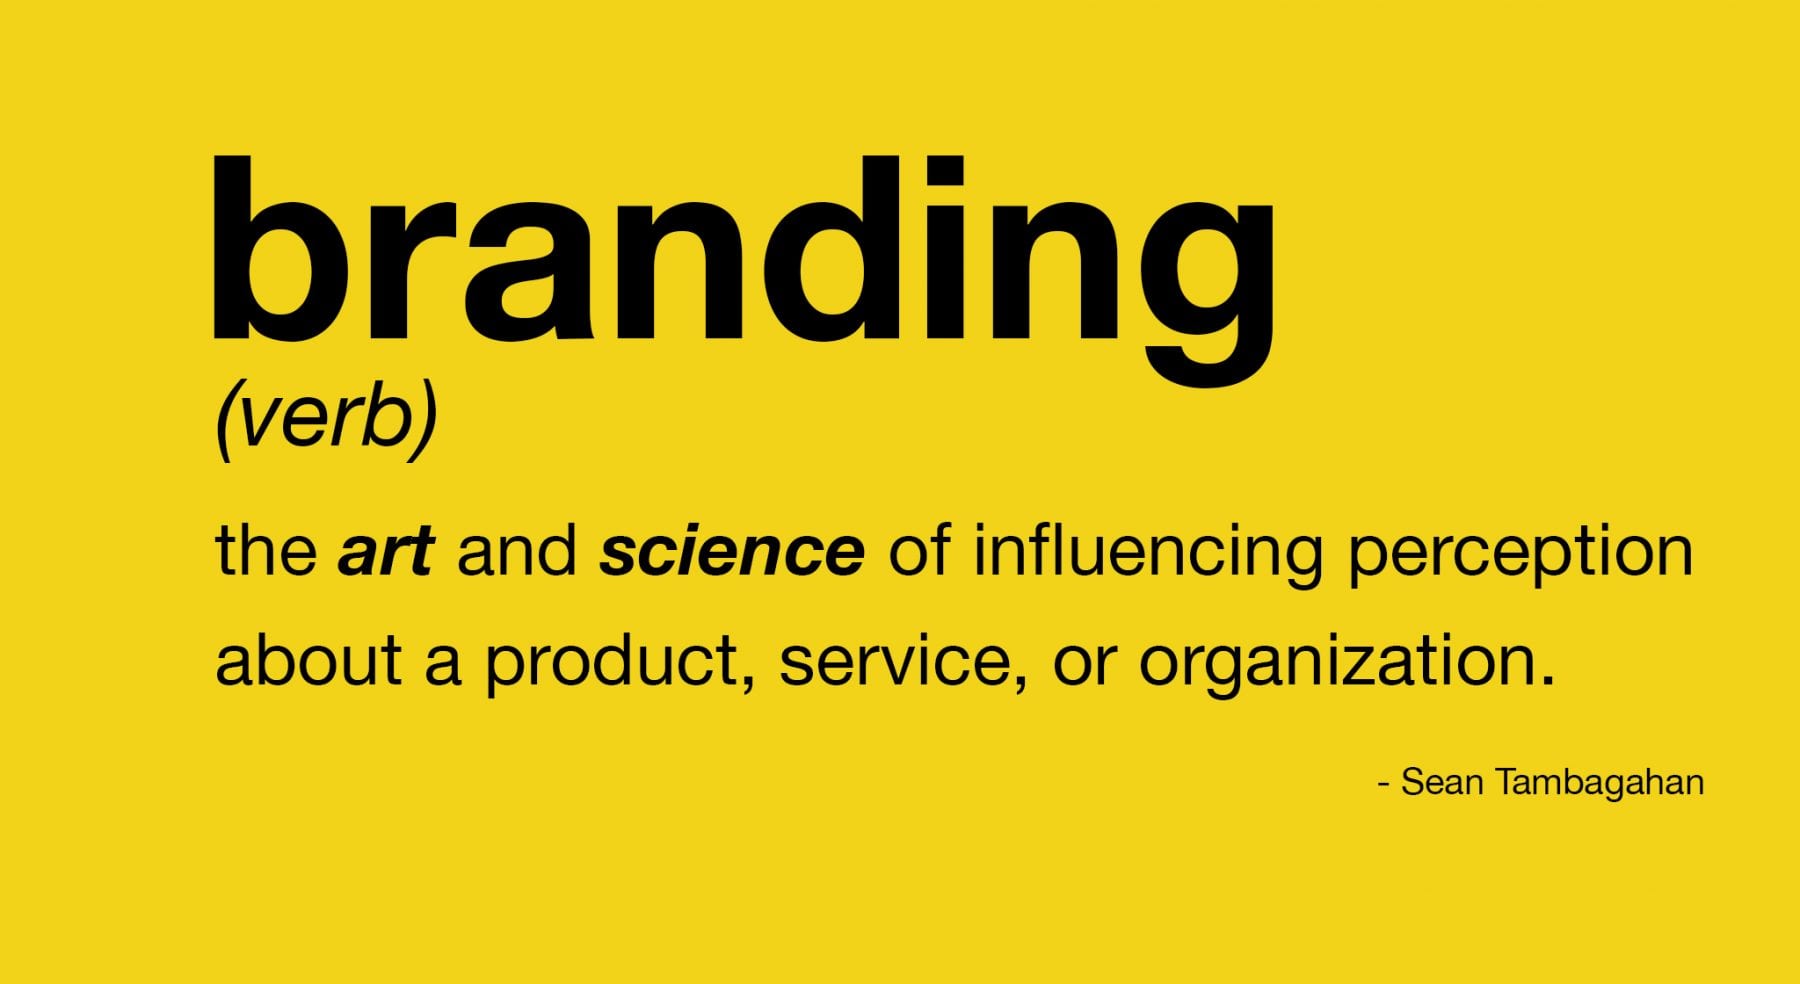 branding
(verb)
the art and science of influencing perception
about a product, service, or organization.
- Sean Tambagahan